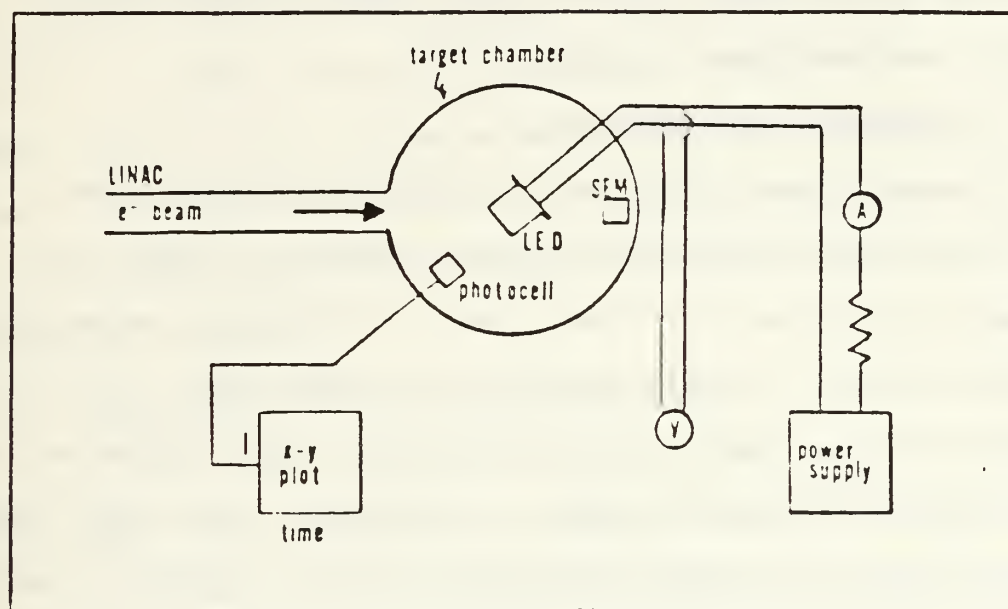 target chamber
LINAC
e⁻ beam
SEM
A
LED
photocell
V
I
x-y
plot
time
power
supply